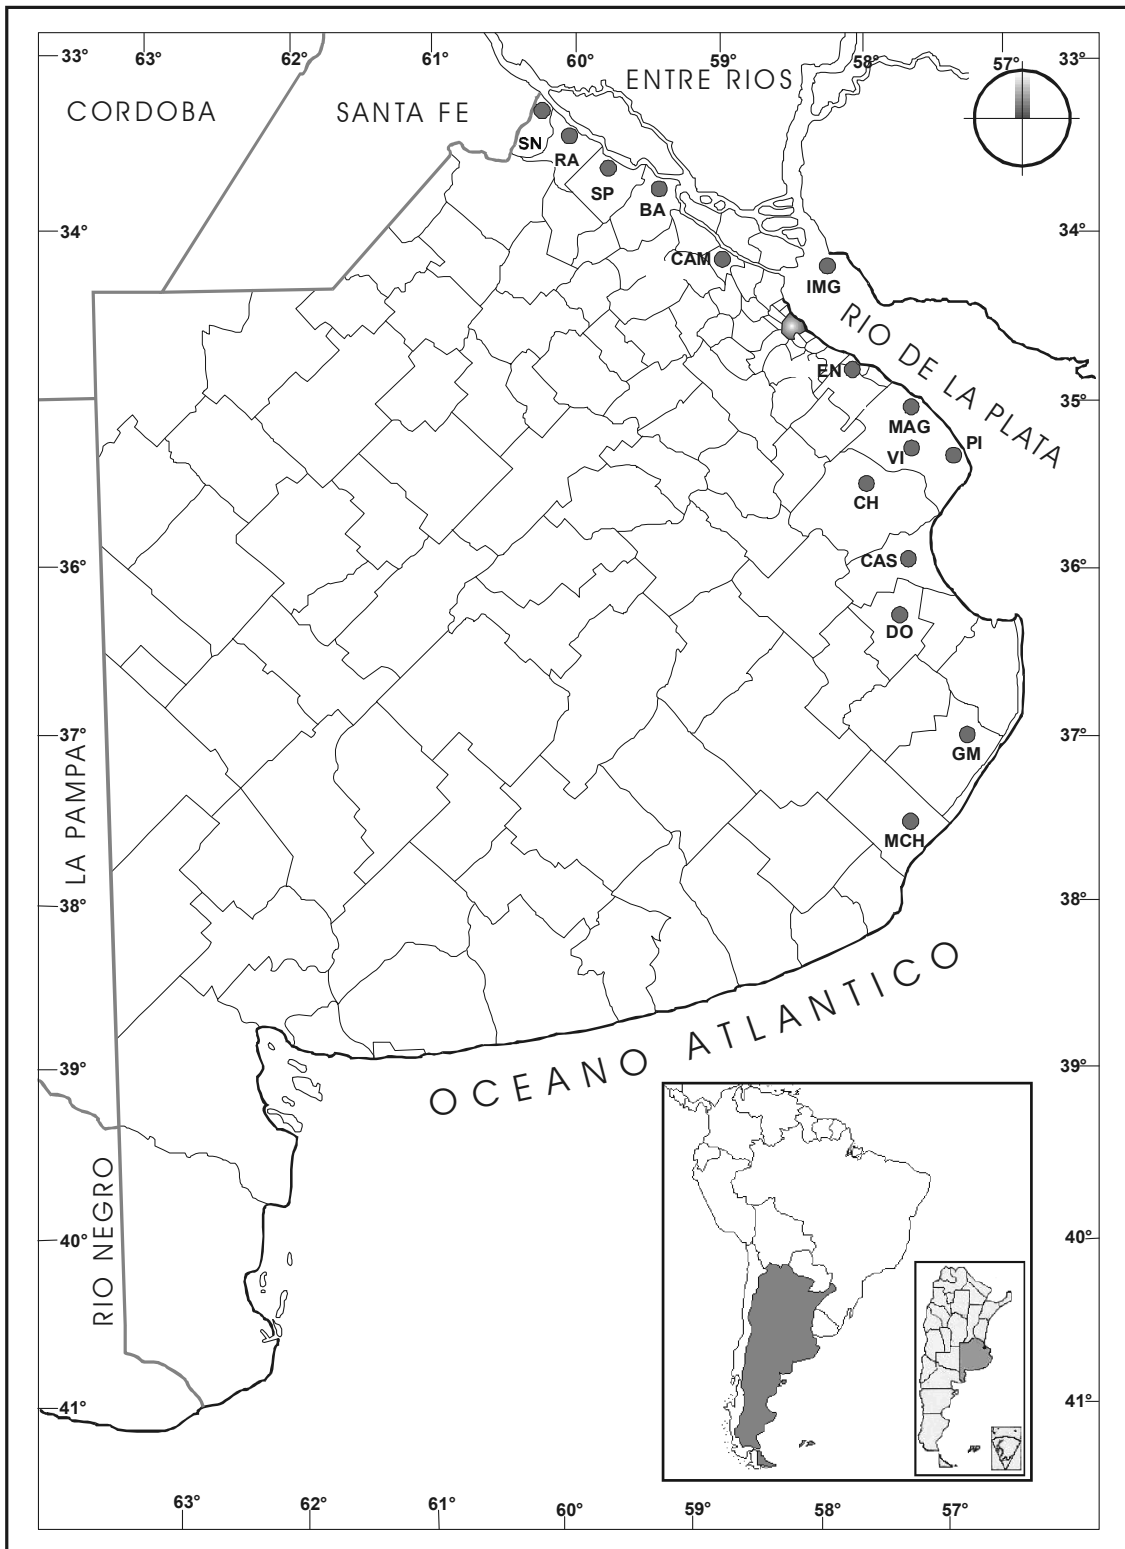 63° 62° 61° 60° 59° 58° 57°
33° 33°
CORDOBA SANTA FE ENTRE RIOS
SN
RA
SP
BA
34° 34°
CAM
IMG
RIO DE LA PLATA
EN
35° 35°
MAG
PI
VI
CH
CAS
36° 36°
DO
37° 37°
GM
LA PAMPA
MCH
38° 38°
OCEANO ATLANTICO
39° 39°
RIO NEGRO
40° 40°
41° 41°
63° 62° 61° 60° 59° 58° 57°